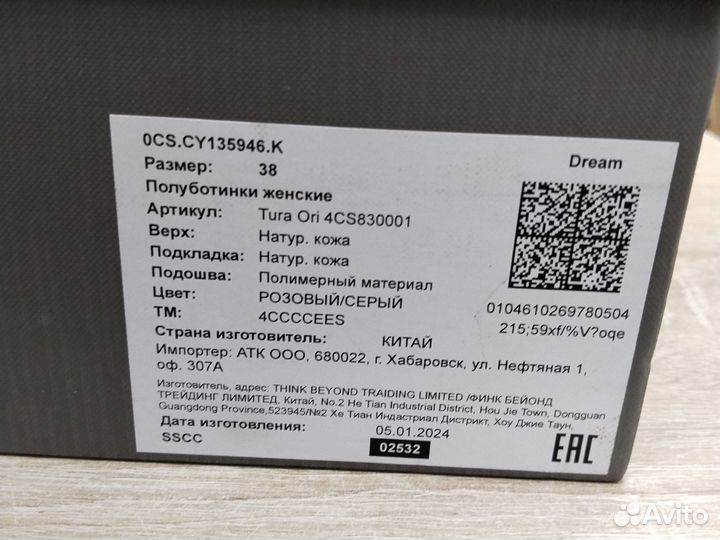 0CS.CY135946.K
Размер: 38
Dream
Полуботинки женские
Артикул: Tura Ori 4CS830001
Верх: Натур. кожа
Подкладка: Натур. кожа
Подошва: Полимерный материал
Цвет: РОЗОВЫЙ/СЕРЫЙ
0104610269780504
ТМ: 4CCCCEES
215;59xf/%V?oqe
Страна изготовитель: КИТАЙ
Импортер: АТК ООО, 680022, г. Хабаровск, ул. Нефтяная 1,
оф. 307А
Изготовитель, адрес: THINK BEYOND TRAIDING LIMITED /ФИНК БЕЙОНД
ТРЕЙДИНГ ЛИМИТЕД, Китай, No.2 He Tian Industrial District, Hou Jie Town, Dongguan
Guangdong Province,523945/№2 Хе Тиан Индастриал Дистрикт, Хоу Джие Таун,
Дата изготовления: 05.01.2024
SSCC 02532
EAC
Avito